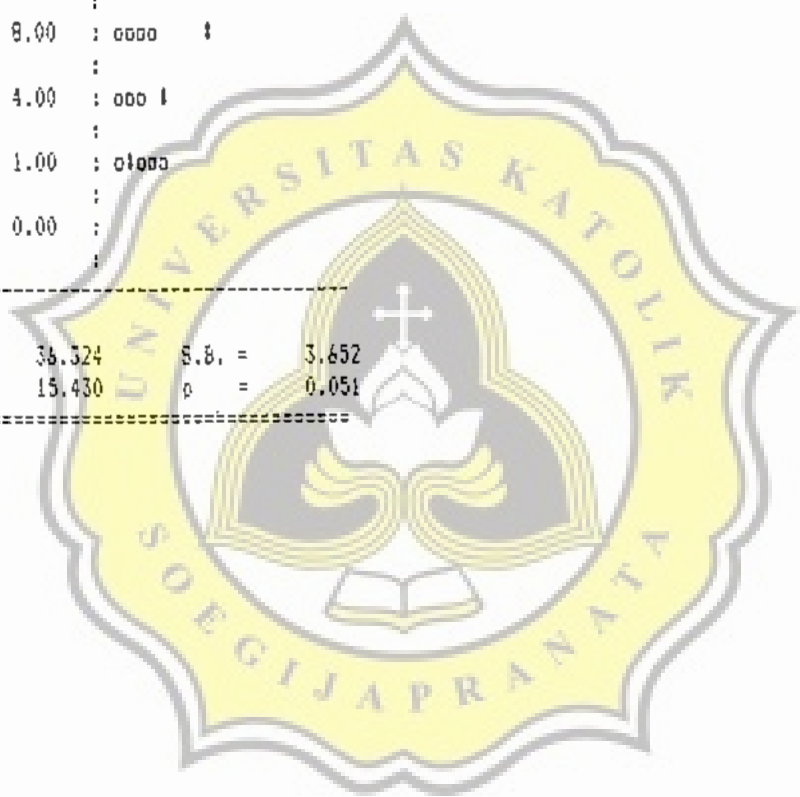 :
8.00 : oooo *
:
4.00 : ooo *
:
1.00 : o*ooo
:
0.00 :
:
----------------------------------------
36.324 S.B. = 3.652
15.430 p = 0.051
========================================
UNIVERSITAS KATOLIK
SOEGIJAPRANATA